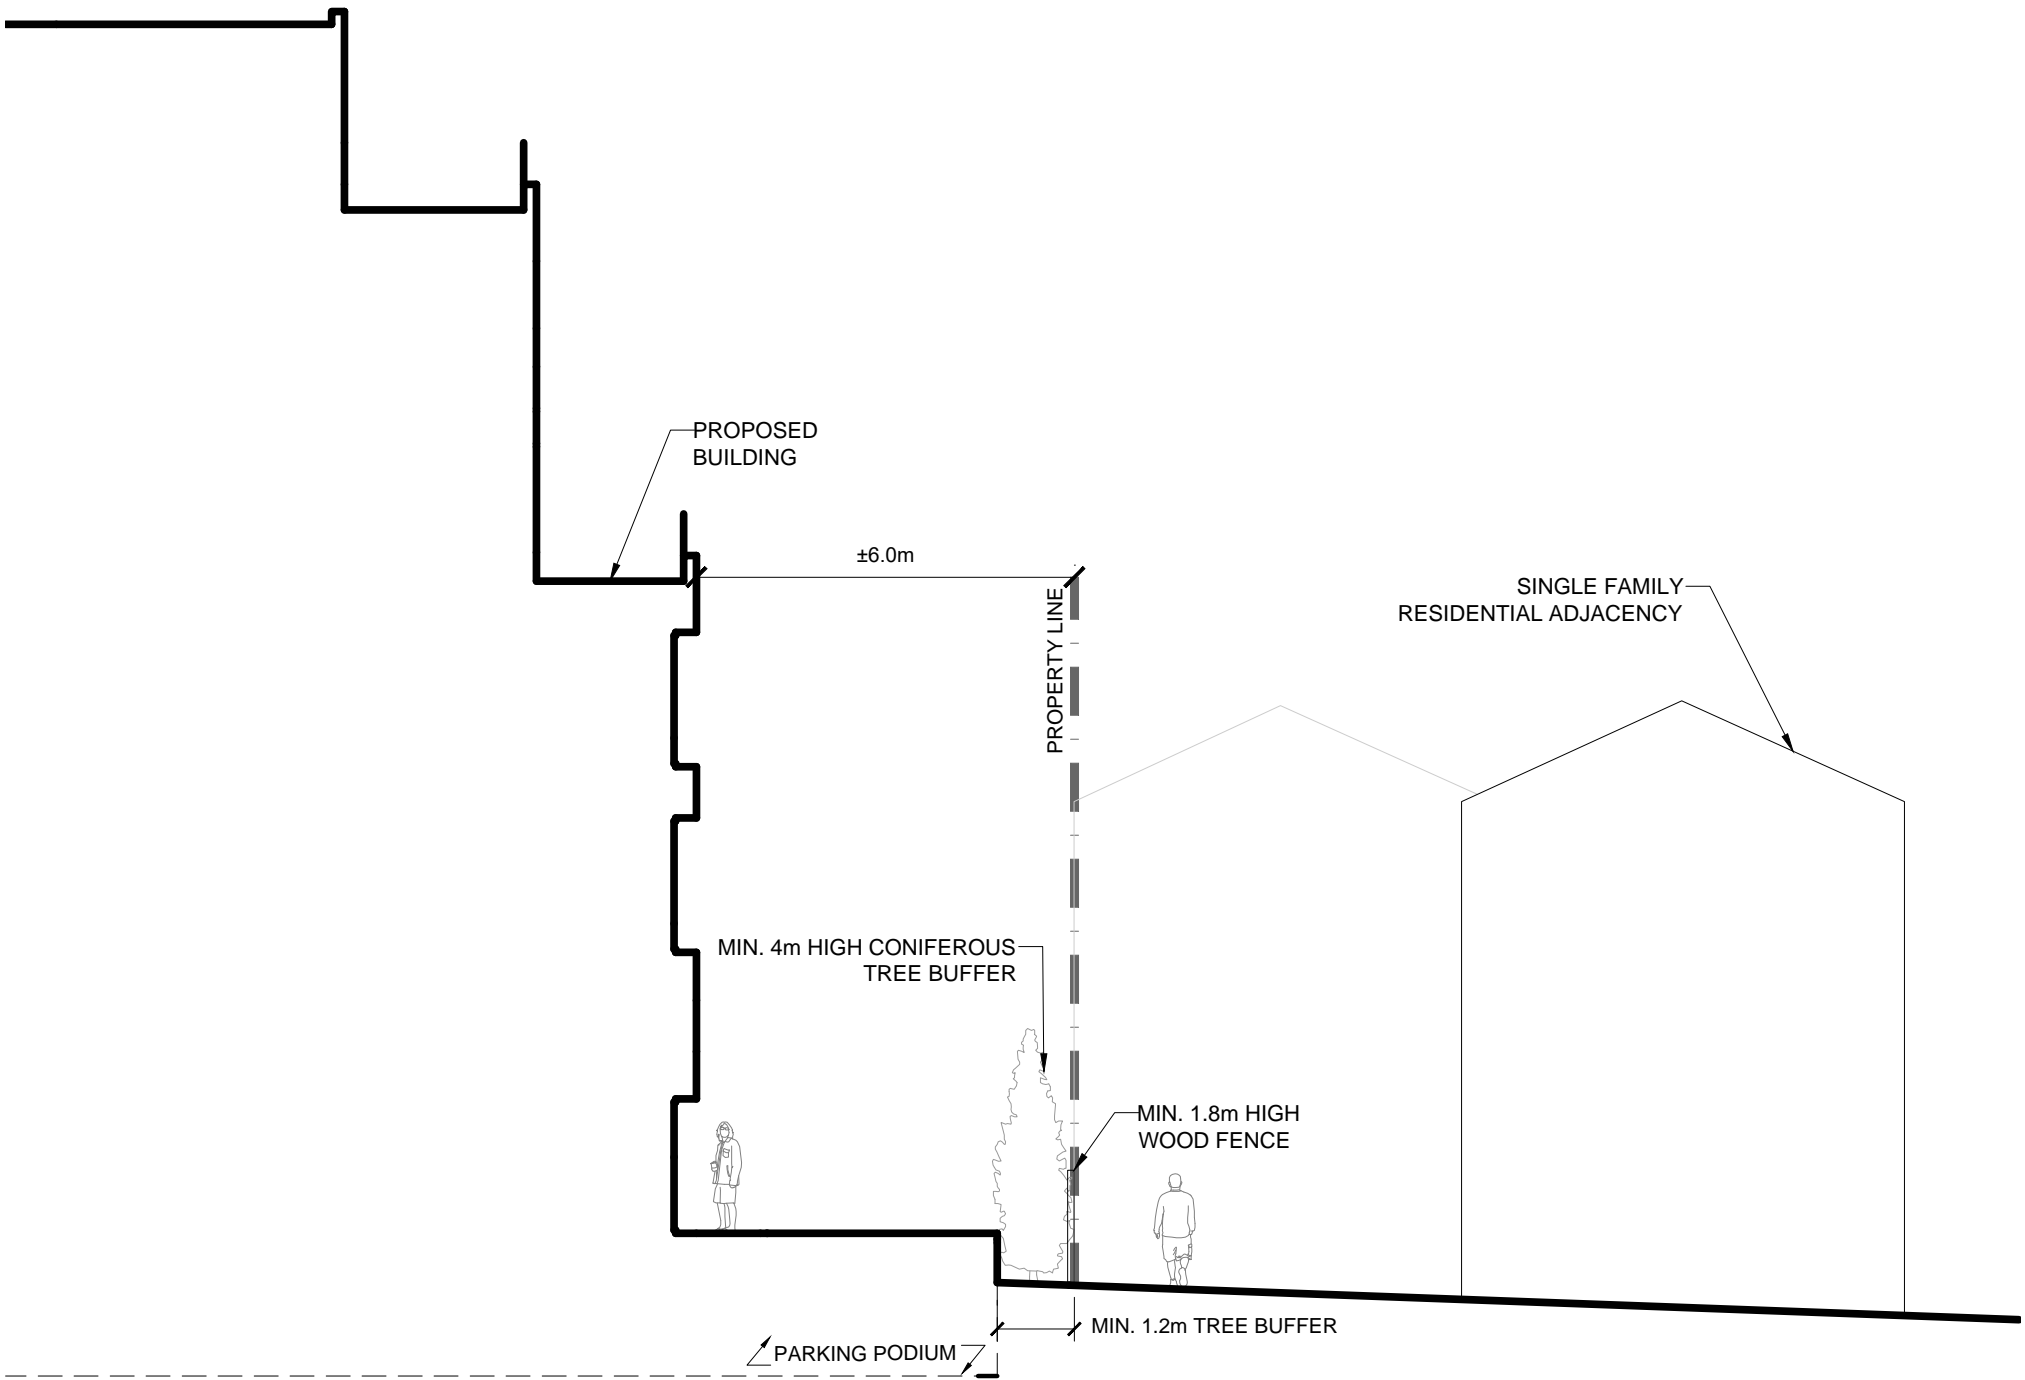 PROPOSED
BUILDING
±6.0m
SINGLE FAMILY
RESIDENTIAL ADJACENCY
PROPERTY LINE
MIN. 4m HIGH CONIFEROUS
TREE BUFFER
MIN. 1.8m HIGH
WOOD FENCE
MIN. 1.2m TREE BUFFER
PARKING PODIUM